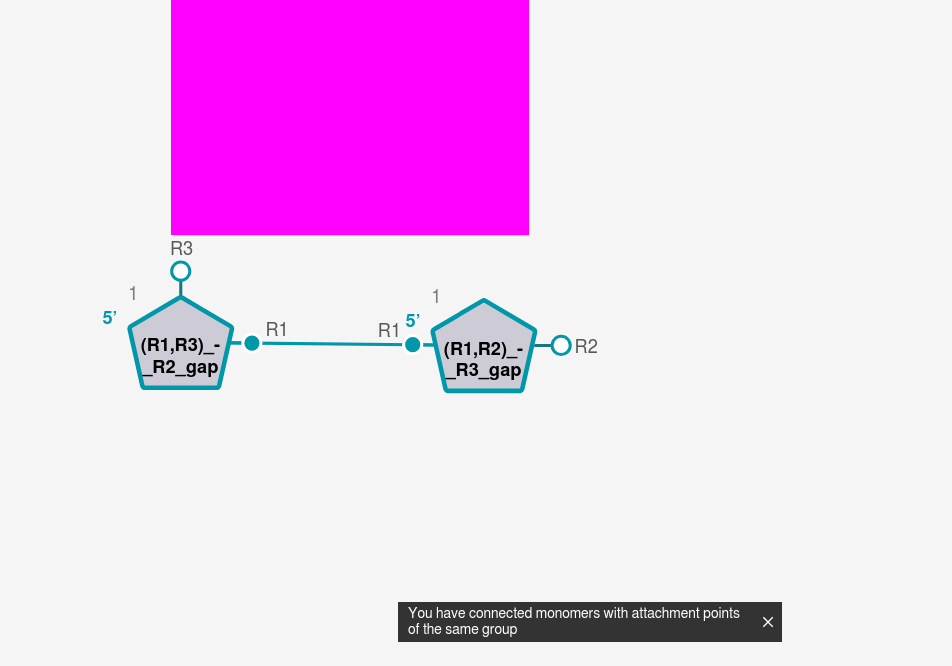 R3
1
5’
(R1,R3)_-
_R2_gap
R1
R1
1
5’
(R1,R2)_-
_R3_gap
R2
You have connected monomers with attachment points
of the same group